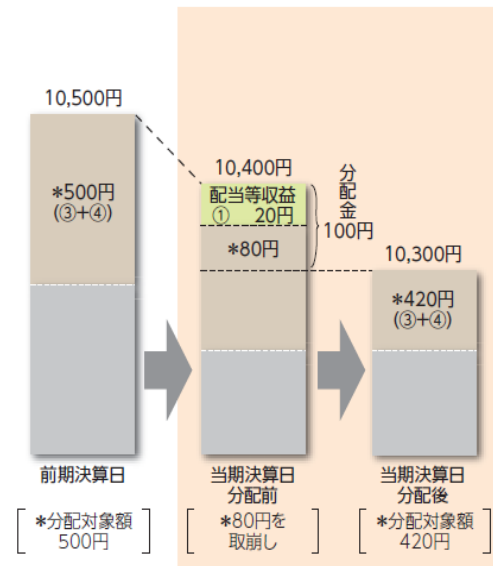 10,500円
*500円
(③+④)
10,400円
配当等収益
① 20円
*80円
分配金
100円
10,300円
*420円
(③+④)
前期決算日
当期決算日
分配前
当期決算日
分配後
*分配対象額
500円
*80円を
取崩し
*分配対象額
420円